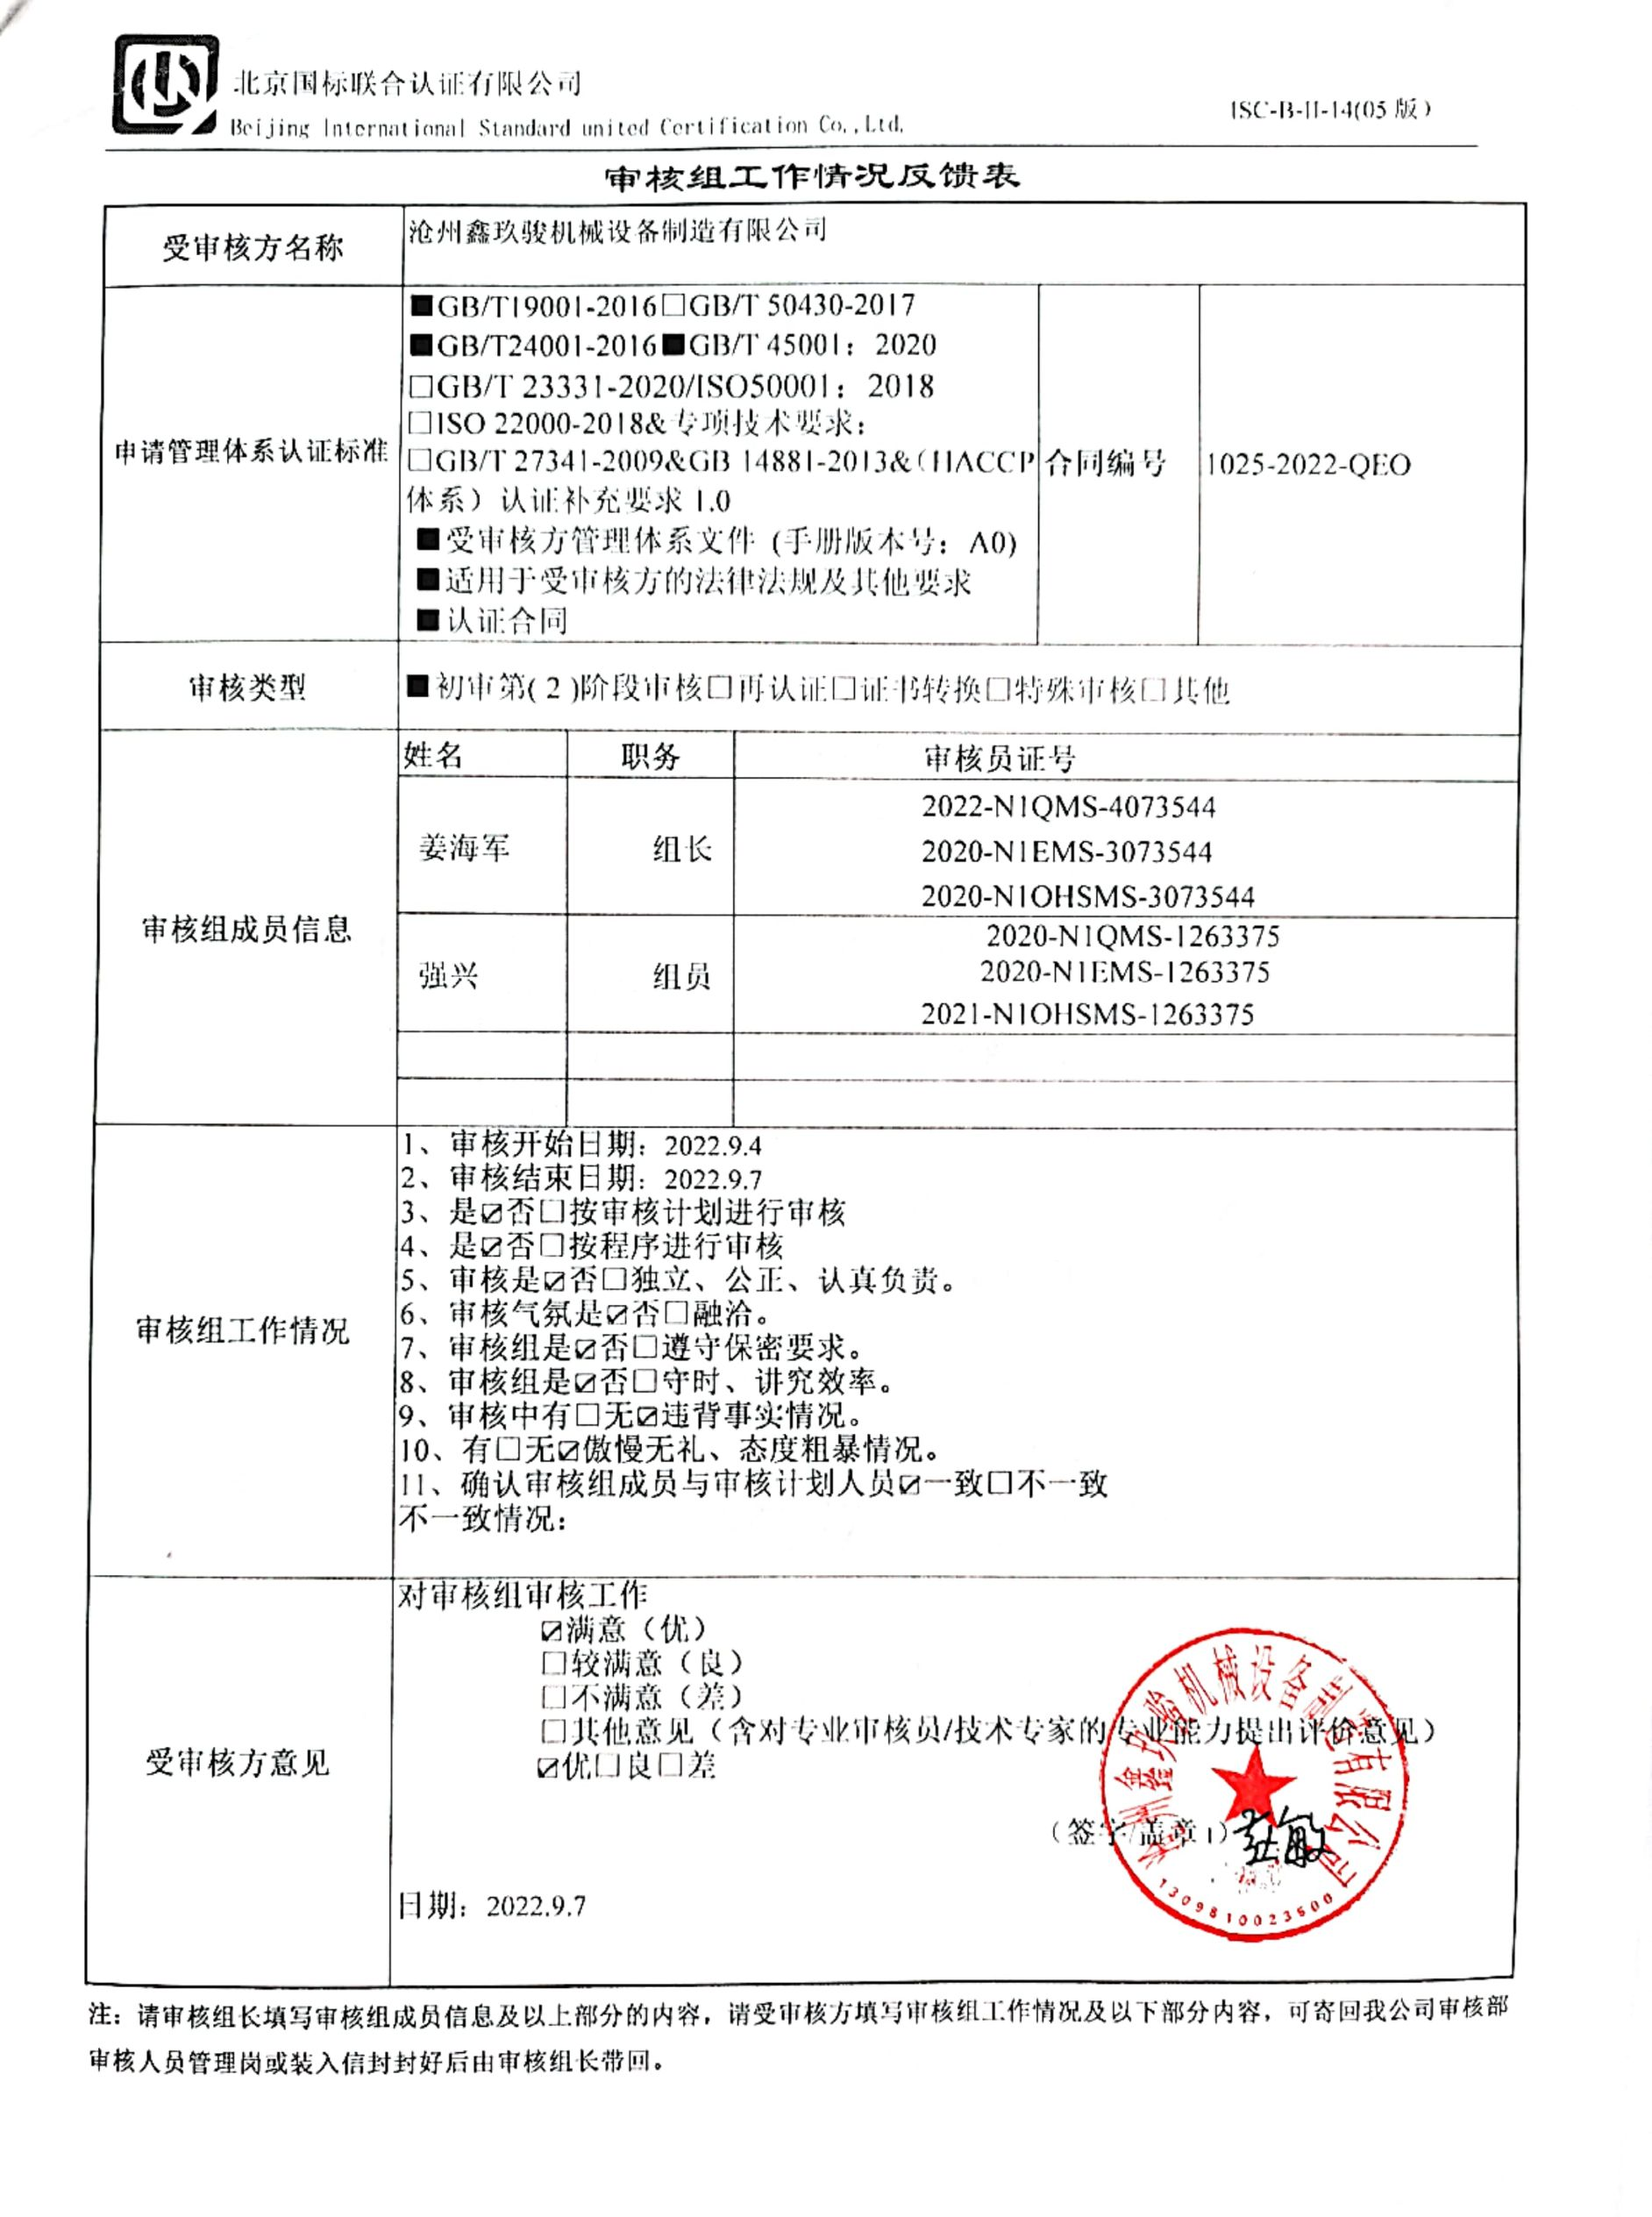 北京国标联合认证有限公司
Beijing International Standard united Certification Co.,Ltd.
ISC-B-II-14(05 版)
审核组工作情况反馈表
受审核方名称
沧州鑫玖骏机械设备制造有限公司
申请管理体系认证标准
■GB/T19001-2016□GB/T 50430-2017
■GB/T24001-2016■GB/T 45001：2020
□GB/T 23331-2020/ISO50001：2018
□ISO 22000-2018&专项技术要求：
□GB/T 27341-2009&GB 14881-2013&（HACCP
体系）认证补充要求 1.0
■受审核方管理体系文件 (手册版本号：A0)
■适用于受审核方的法律法规及其他要求
■认证合同
合同编号
1025-2022-QEO
审核类型
■初审第( 2 )阶段审核□再认证□证书转换□特殊审核□其他
审核组成员信息
姓名 职务 审核员证号
姜海军 组长
2022-N1QMS-4073544
2020-N1EMS-3073544
2020-N1OHSMS-3073544
强兴 组员
2020-N1QMS-1263375
2020-N1EMS-1263375
2021-N1OHSMS-1263375
审核组工作情况
1、审核开始日期：2022.9.4
2、审核结束日期：2022.9.7
3、是☑否□按审核计划进行审核
4、是☑否□按程序进行审核
5、审核是☑否□独立、公正、认真负责。
6、审核气氛是☑否□融洽。
7、审核组是☑否□遵守保密要求。
8、审核组是☑否□守时、讲究效率。
9、审核中有□无☑违背事实情况。
10、有□无☑傲慢无礼、态度粗暴情况。
11、确认审核组成员与审核计划人员☑一致□不一致
不一致情况：
受审核方意见
对审核组审核工作
☑满意（优）
□较满意（良）
□不满意（差）
□其他意见（含对专业审核员/技术专家的专业能力提出评价意见）
☑优□良□差
（签字/盖章）
沧州鑫玖骏机械设备制造有限公司
1309810023500
日期：2022.9.7
注：请审核组长填写审核组成员信息及以上部分的内容，请受审核方填写审核组工作情况及以下部分内容，可寄回我公司审核部
审核人员管理岗或装入信封封好后由审核组长带回。